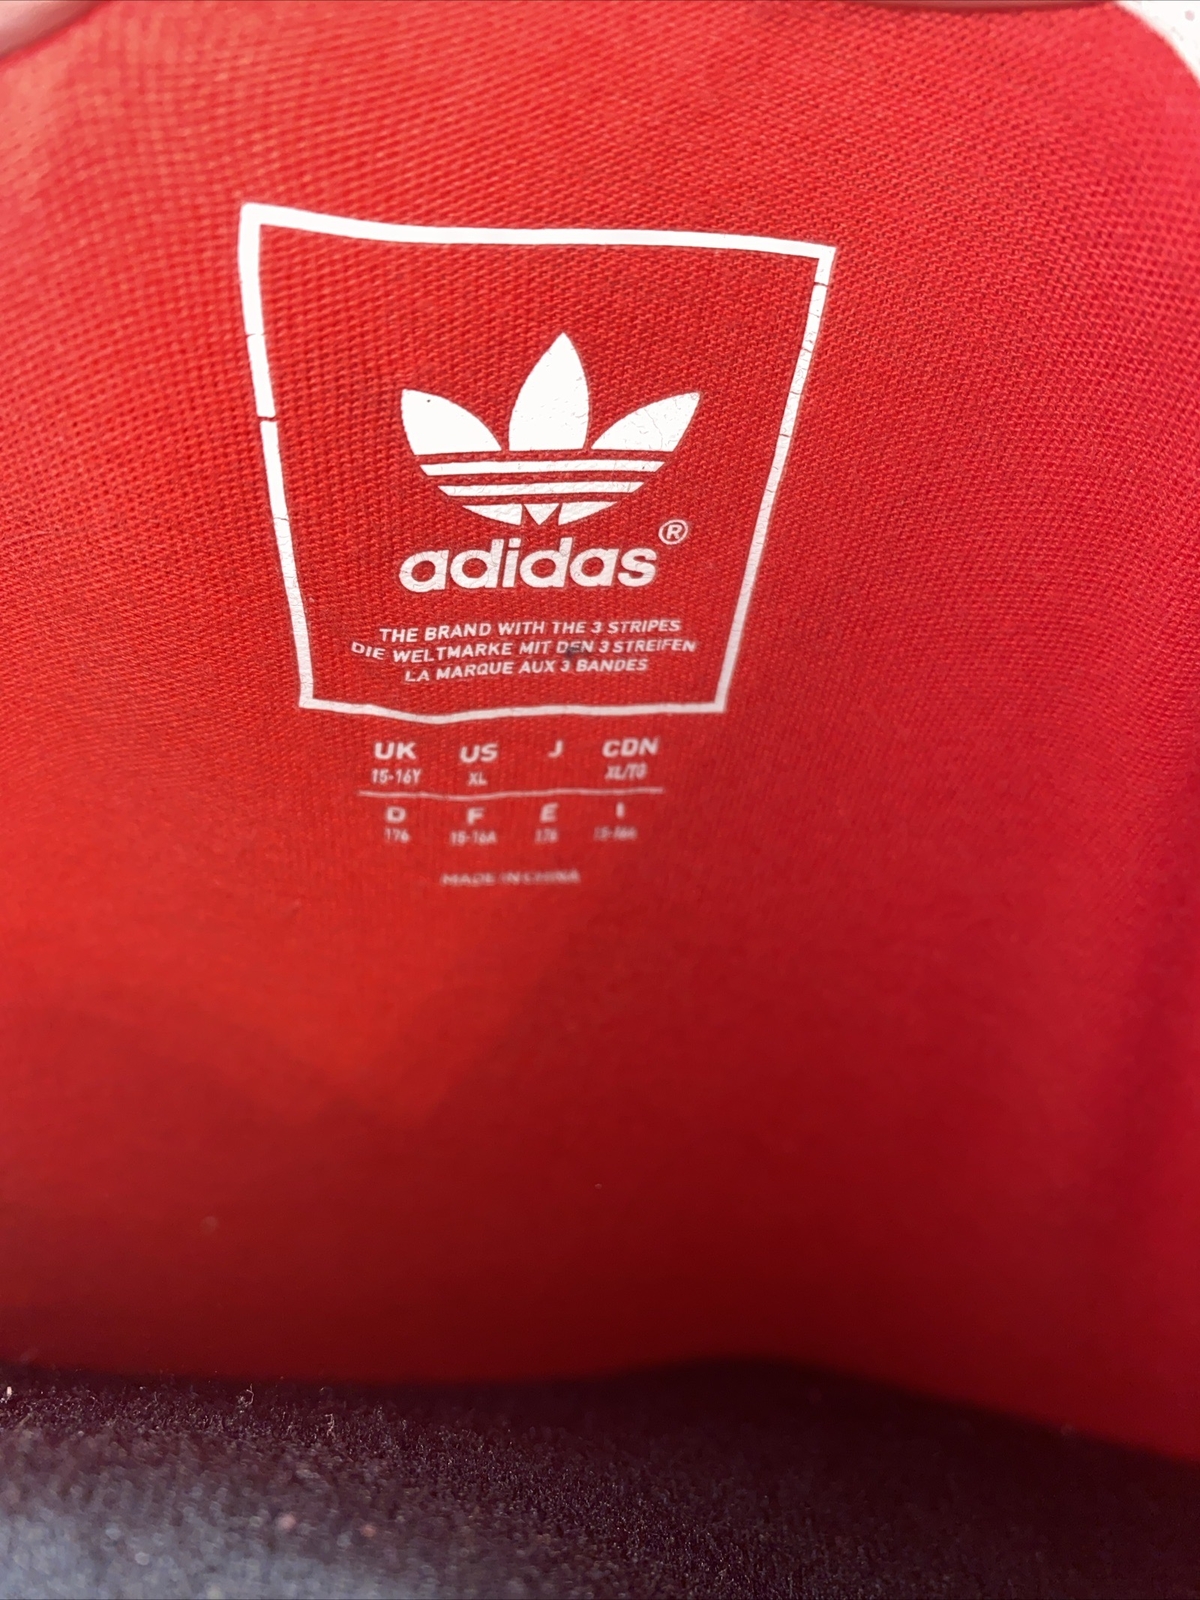 adidas®
THE BRAND WITH THE 3 STRIPES
DIE WELTMARKE MIT DEN 3 STREIFEN
LA MARQUE AUX 3 BANDES
UK US J CDN
15-16Y XL XL/TG
D F E I
176 15-16A 176
MADE IN CHINA